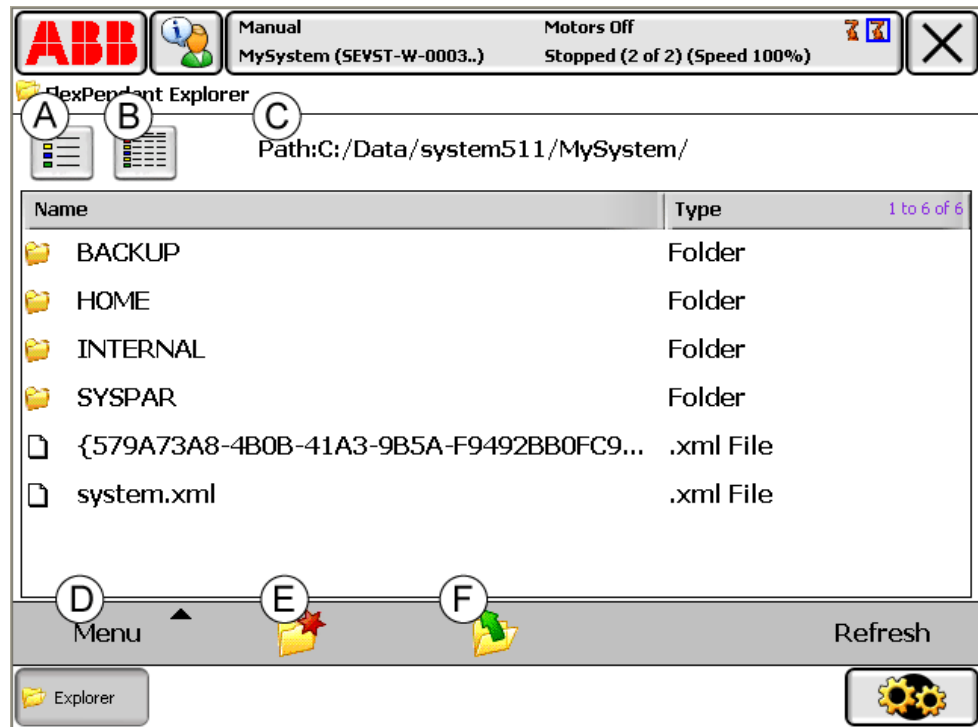 ABB
Manual
Motors Off
MySystem (SEVST-W-0003..)
Stopped (2 of 2) (Speed 100%)
FlexPendant Explorer
A
B
C
Path:C:/Data/system511/MySystem/
Name
Type
1 to 6 of 6
BACKUP
Folder
HOME
Folder
INTERNAL
Folder
SYSPAR
Folder
{579A73A8-4B0B-41A3-9B5A-F9492BB0FC9...
.xml File
system.xml
.xml File
D
E
F
Menu
Refresh
Explorer